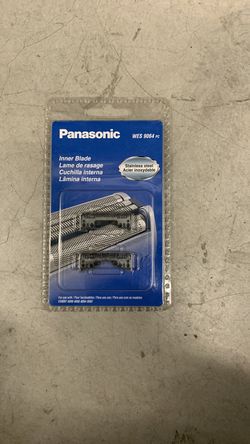 Panasonic
WES 9064 PC
Inner Blade
Lame de rasage
Cuchilla interna
Lâmina interna
Stainless steel
Acier inoxydable